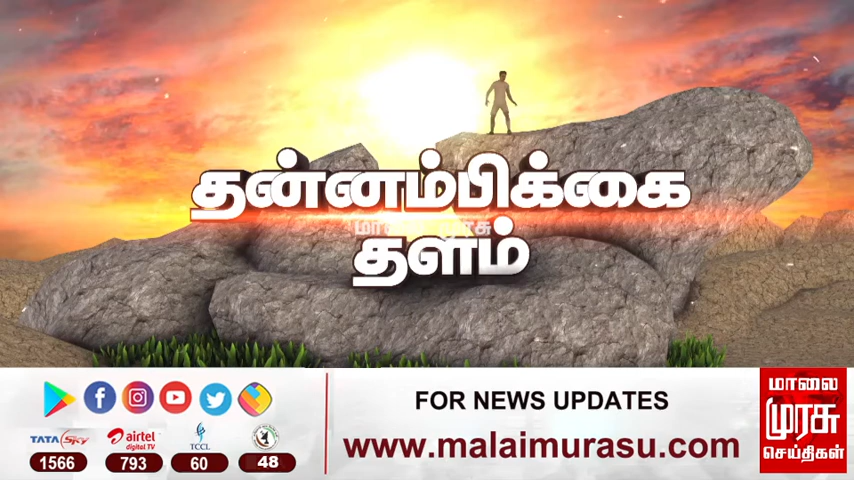 தன்னம்பிக்கை
மாலை முரசு
தளம்
FOR NEWS UPDATES
www.malaimurasu.com
TATA SKY
1566
airtel
digital TV
793
TCCL
60
48
மாலை
முரசு
செய்திகள்